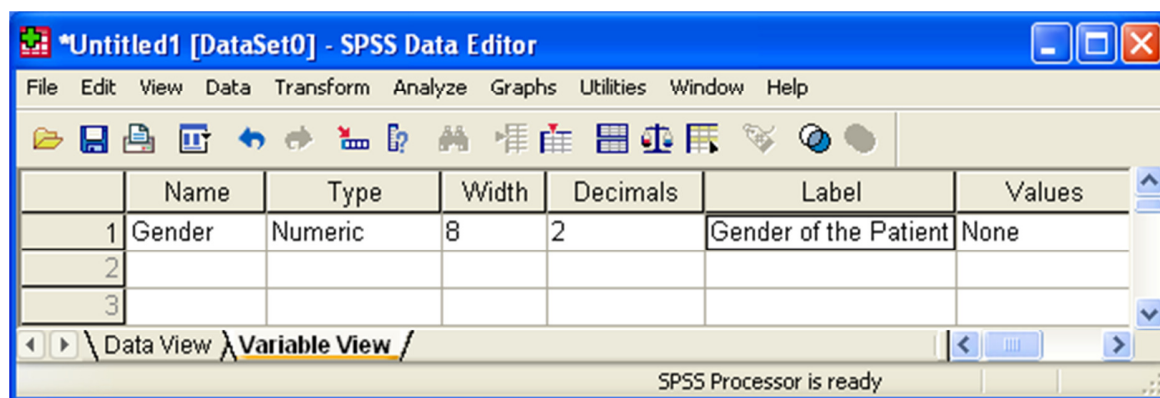 *Untitled1 [DataSet0] - SPSS Data Editor
File Edit View Data Transform Analyze Graphs Utilities Window Help
Name Type Width Decimals Label Values
1 Gender Numeric 8 2 Gender of the Patient None
2
3
Data View Variable View
SPSS Processor is ready